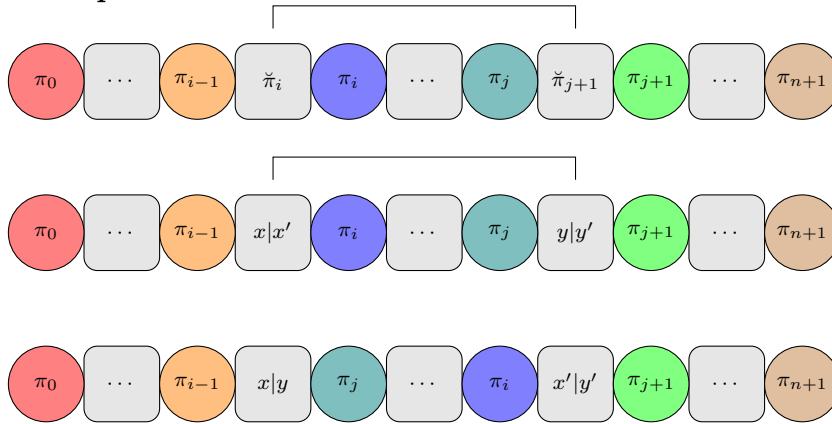 π₀ ⋯ πᵢ₋₁ π̆ᵢ πᵢ ⋯ πⱼ π̆ⱼ₊₁ πⱼ₊₁ ⋯ πₙ₊₁
π₀ ⋯ πᵢ₋₁ x|x′ πᵢ ⋯ πⱼ y|y′ πⱼ₊₁ ⋯ πₙ₊₁
π₀ ⋯ πᵢ₋₁ x|y πⱼ ⋯ πᵢ x′|y′ πⱼ₊₁ ⋯ πₙ₊₁